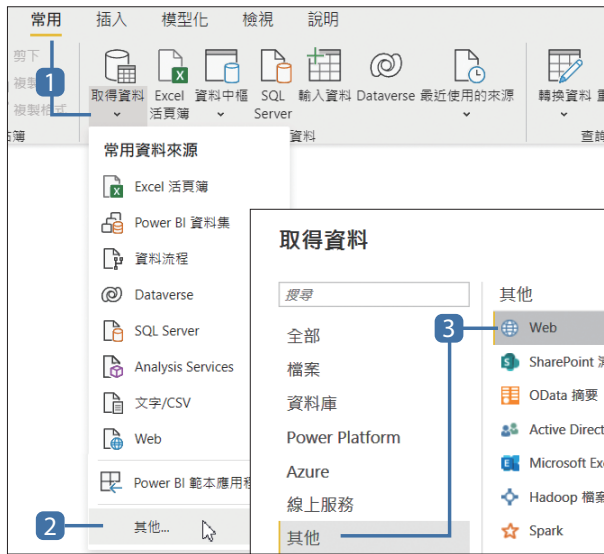 常用 插入 模型化 檢視 說明
剪下
1
複製格式
取得資料 Excel 資料中樞 SQL 輸入資料 Dataverse 最近使用的來源 轉換資料
活頁簿 Server
資料
常用資料來源
Excel 活頁簿
Power BI 資料集
資料流程
Dataverse
SQL Server
Analysis Services
文字/CSV
Web
Power BI 範本應用程
2 其他...
取得資料
搜尋
全部
檔案
資料庫
Power Platform
Azure
線上服務
其他
其他
3 Web
SharePoint
OData 摘要
Active Direct
Microsoft Exc
Hadoop 檔案
Spark